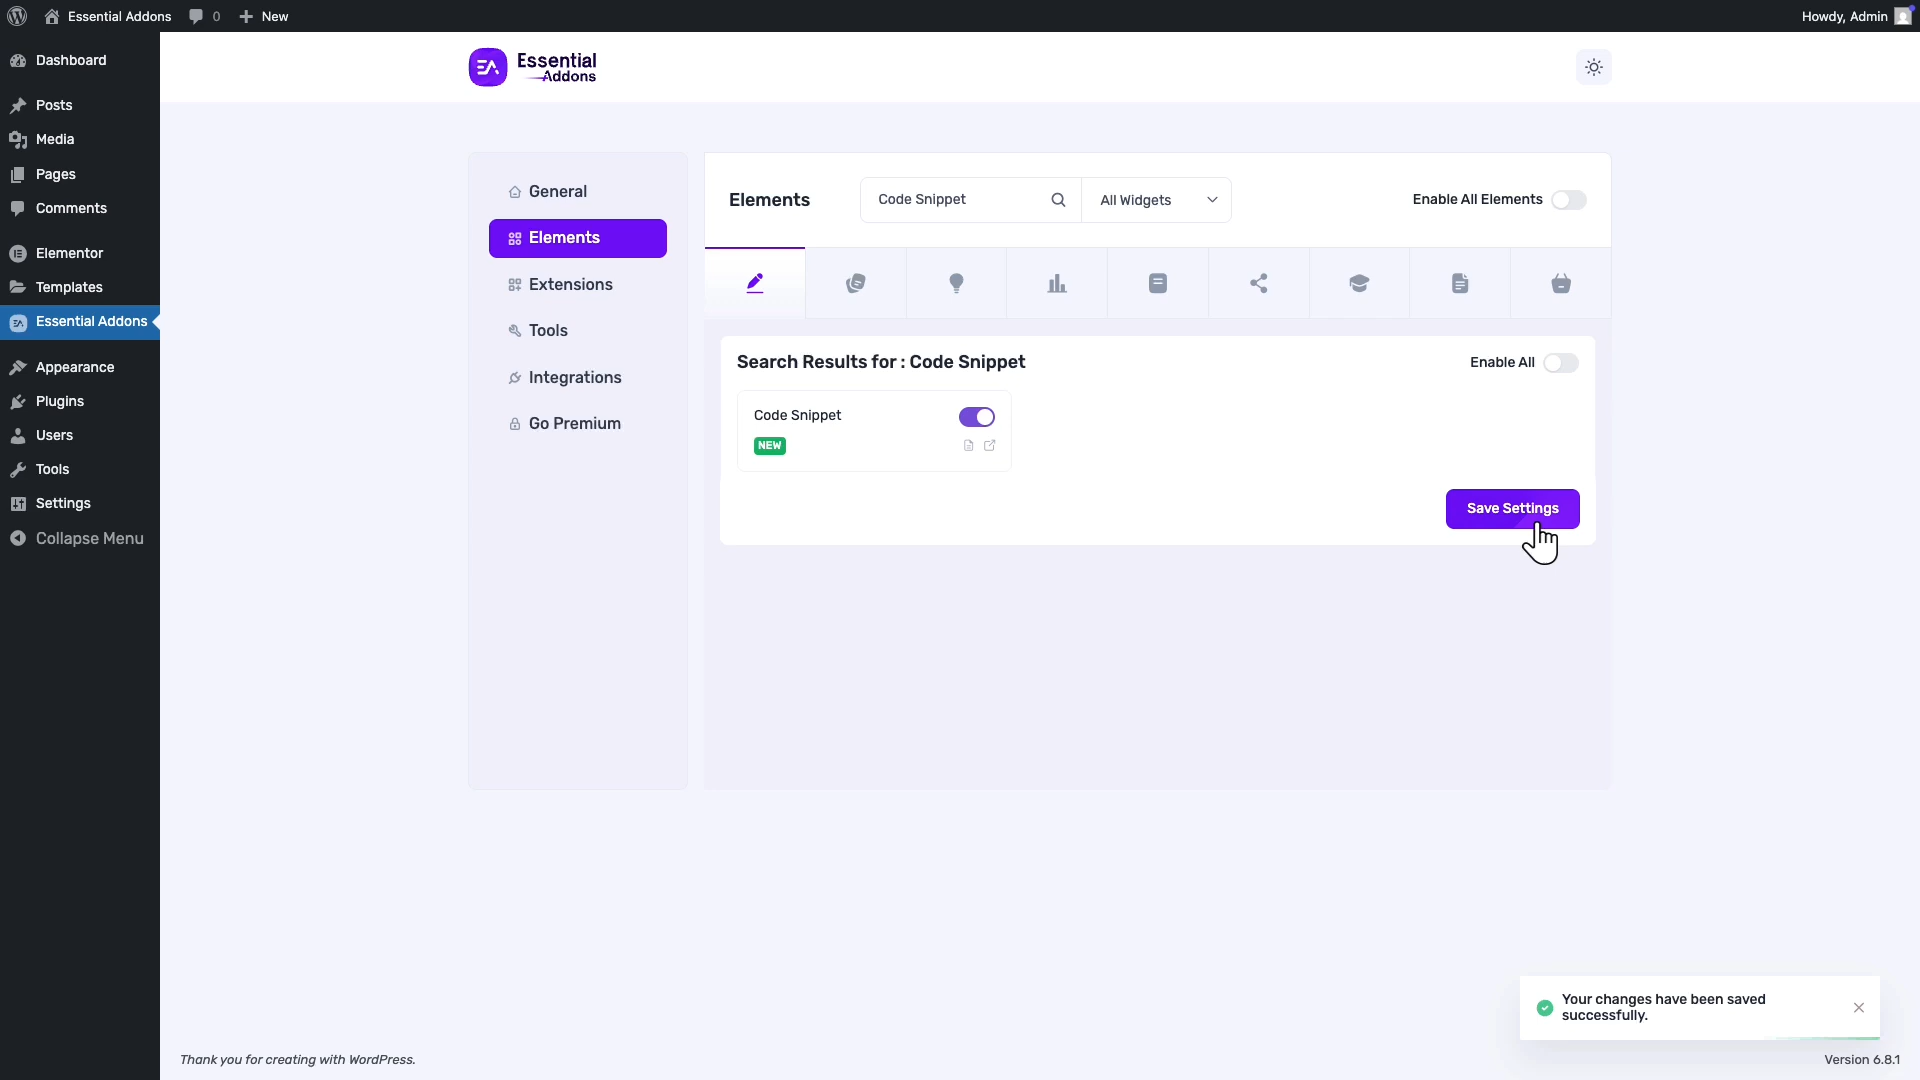 Essential Addons
0
New
Howdy, Admin
Dashboard
Posts
Media
Pages
Comments
Elementor
Templates
Essential Addons
Appearance
Plugins
Users
Tools
Settings
Collapse Menu
EA
Essential
Addons
General
Elements
Extensions
Tools
Integrations
Go Premium
Elements
Code Snippet
All Widgets
Enable All Elements
Search Results for : Code Snippet
Enable All
Code Snippet
NEW
Save Settings
Your changes have been saved
successfully.
Thank you for creating with WordPress.
Version 6.8.1